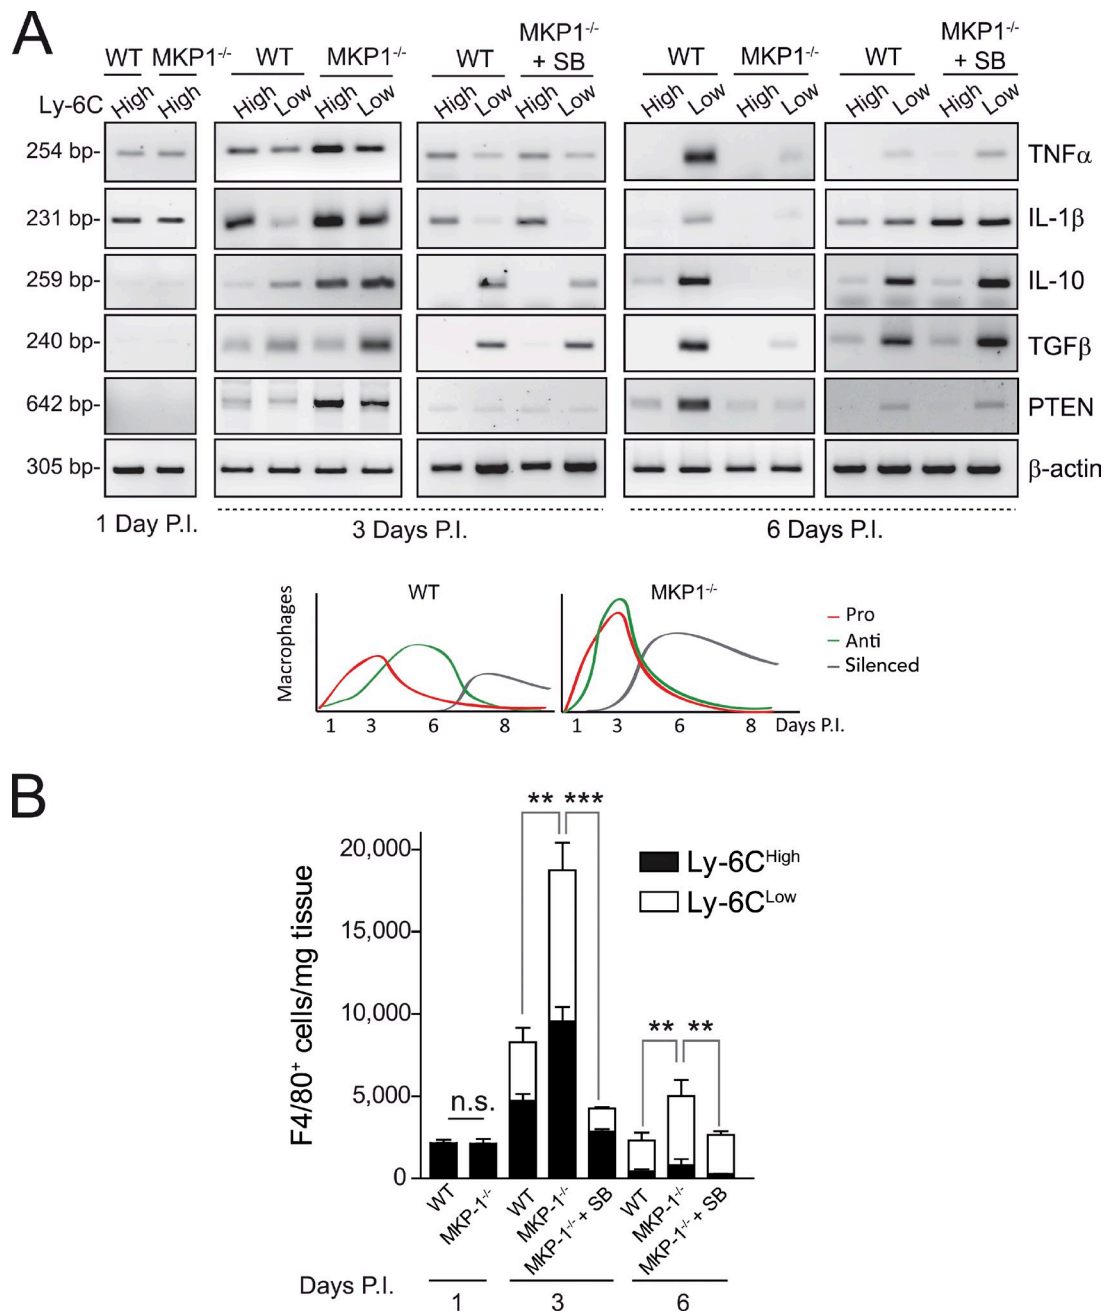 A
WT MKP1-/- WT MKP1-/- WT MKP1-/- + SB WT MKP1-/- WT MKP1-/- + SB
Ly-6C High High High Low High Low High Low High Low High Low High Low High Low High Low
254 bp- TNFα
231 bp- IL-1β
259 bp- IL-10
240 bp- TGFβ
642 bp- PTEN
305 bp- β-actin
1 Day P.I. 3 Days P.I. 6 Days P.I.
WT MKP1-/-
Macrophages
Pro
Anti
Silenced
1 3 6 8 1 3 6 8 Days P.I.
B
** ***
20,000
Ly-6CHigh
Ly-6CLow
15,000
F4/80+ cells/mg tissue
10,000
** **
5,000
n.s.
0
WT MKP-1-/- WT MKP-1-/- MKP-1-/- + SB WT MKP-1-/- MKP-1-/- + SB
Days P.I. 1 3 6